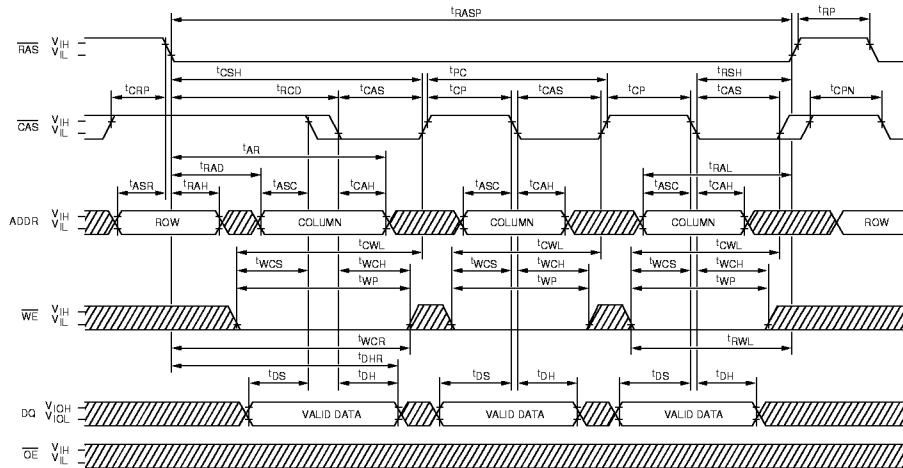 tRASP tRP
RAS VIH
VIL
tCSH tPC tRSH
tCRP tRCD tCAS tCP tCAS tCP tCAS tCPN
CAS VIH
VIL
tAR
tRAD tRAL
tASR tRAH tASC tCAH tASC tCAH tASC tCAH
ADDR VIH
VIL
ROW COLUMN COLUMN COLUMN ROW
tCWL tCWL tCWL
tWCS tWCH tWCS tWCH tWCS tWCH
tWP tWP tWP
WE VIH
VIL
tWCR tRWL
tDHR
tDS tDH tDS tDH tDS tDH
DQ VIOH
VIOL
VALID DATA VALID DATA VALID DATA
OE VIH
VIL